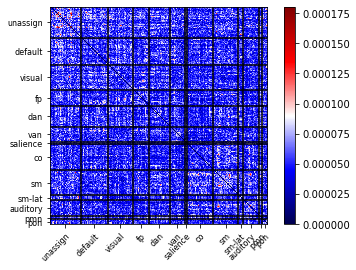 unassign
default
visual
fp
dan
van
salience
co
sm
sm-lat
auditory
pmn
pon
unassign
default
visual
fp
dan
van
salience
co
sm
sm-lat
auditory
pon
0.000175
0.000150
0.000125
0.000100
0.000075
0.000050
0.000025
0.000000